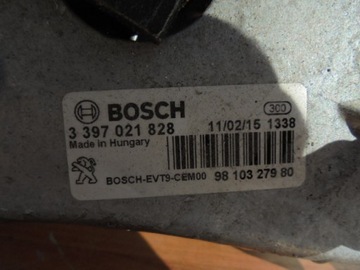 BOSCH 300
3 397 021 828 11/02/15 1338
Made in Hungary
BOSCH-EVT9-CEM00 98 103 279 80